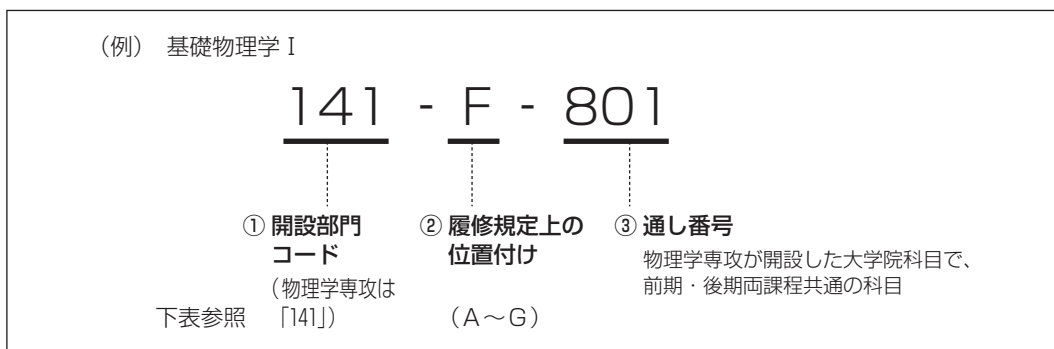 （例） 基礎物理学Ⅰ
141 - F - 801
① 開設部門
コード
（物理学専攻は
下表参照 「141」）
② 履修規定上の
位置付け
（A～G）
③ 通し番号
物理学専攻が開設した大学院科目で、
前期・後期両課程共通の科目